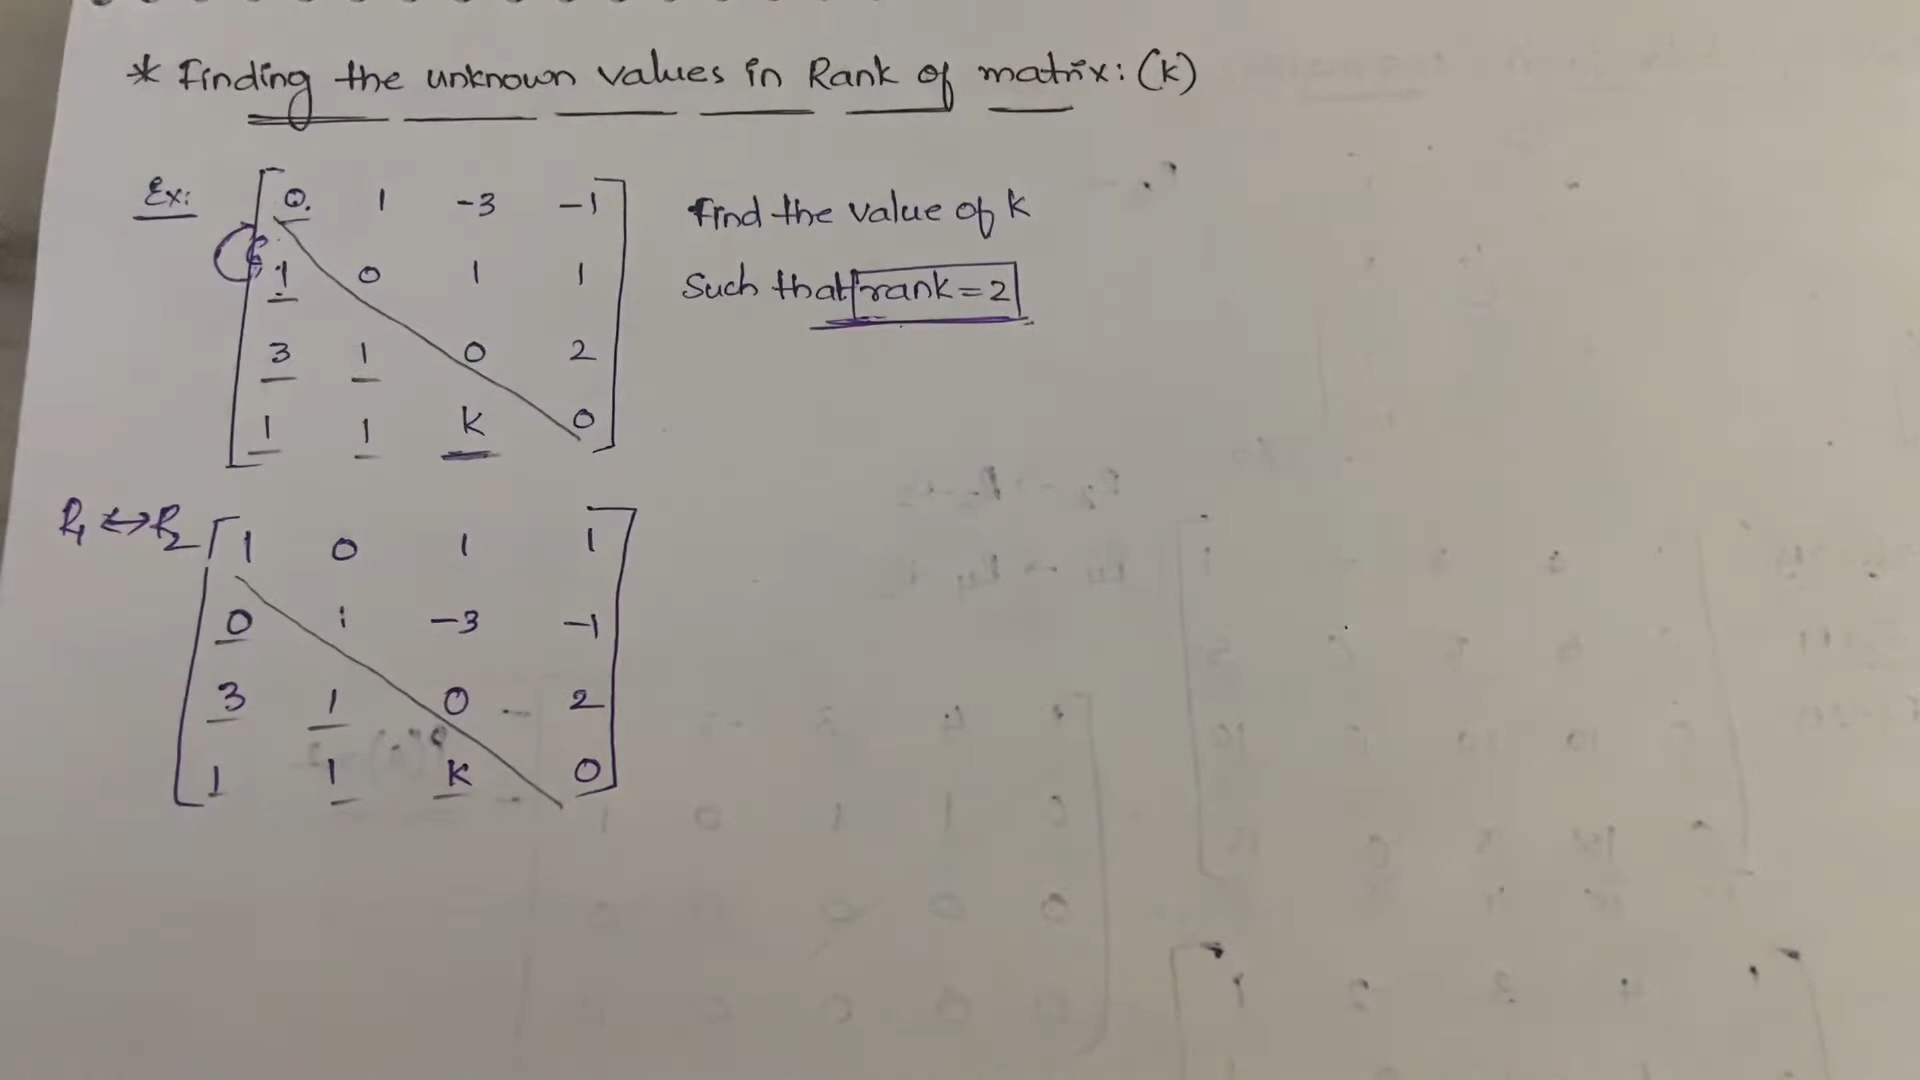 * Finding the unknown values in Rank of matrix: (k)
Ex:
0 1 -3 -1
1 0 1 1
3 1 0 2
1 1 k 0
find the value of k
Such that rank = 2
R1 ↔ R2
1 0 1 1
0 1 -3 -1
3 1 0 2
1 1 k 0